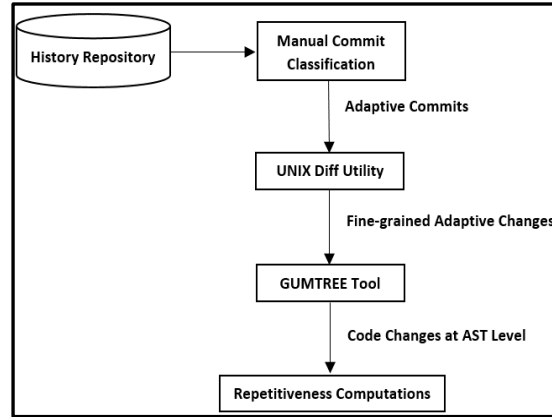 History Repository
Manual Commit
Classification
Adaptive Commits
UNIX Diff Utility
Fine-grained Adaptive Changes
GUMTREE Tool
Code Changes at AST Level
Repetitiveness Computations